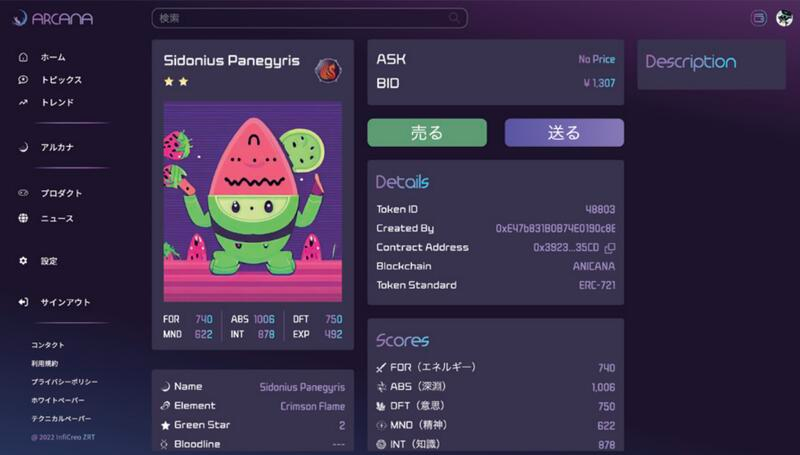 ARCANA
検索
ホーム
トピックス
トレンド
アルカナ
プロダクト
ニュース
設定
サインアウト
コンタクト
利用規約
プライバシーポリシー
ホワイトペーパー
テクニカルペーパー
@ 2022 InfiCreo ZRT
Sidonius Panegyris
FOR 740 ABS 1006 DFT 750
MND 622 INT 878 EXP 492
Name Sidonius Panegyris
Element Crimson Flame
Green Star 2
Bloodline ---
ASK No Price
BID ¥ 1,307
売る 送る
Details
Token ID 48803
Created By 0xE47b831B0B74E0190c8E
Contract Address 0x3923...35CD
Blockchain ANICANA
Token Standard ERC-721
Scores
FOR（エネルギー） 740
ABS（深淵） 1,006
DFT（意思） 750
MND（精神） 622
INT（知識） 878
Description